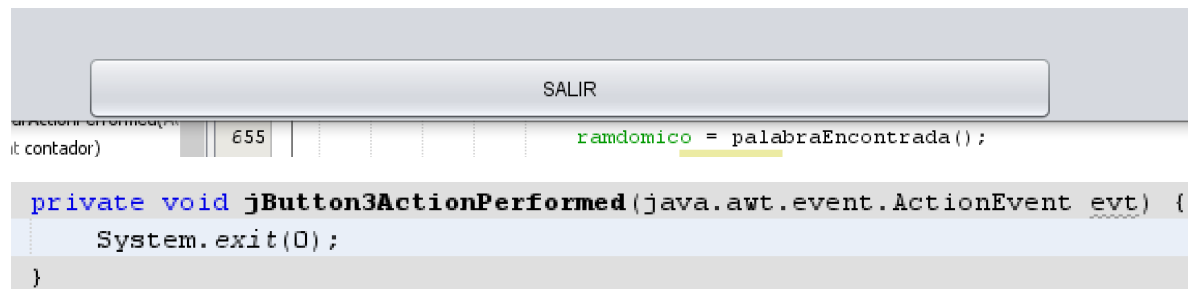 SALIR
655 ramdomico = palabraEncontrada();
contador)
private void jButton3ActionPerformed(java.awt.event.ActionEvent evt) {
System.exit(0);
}